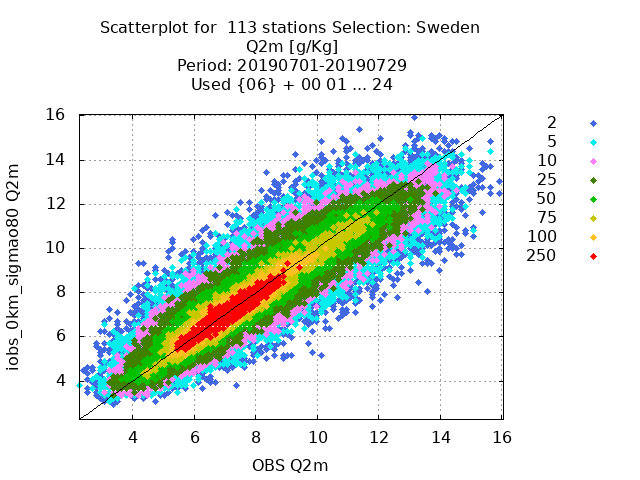 Scatterplot for  113 stations Selection: Sweden
Q2m [g/Kg]
Period: 20190701-20190729
Used {06} + 00 01 ... 24
16
14
12
10
8
6
4
iobs_0km_sigmao80 Q2m
4 6 8 10 12 14 16
OBS Q2m
2
5
10
25
50
75
100
250